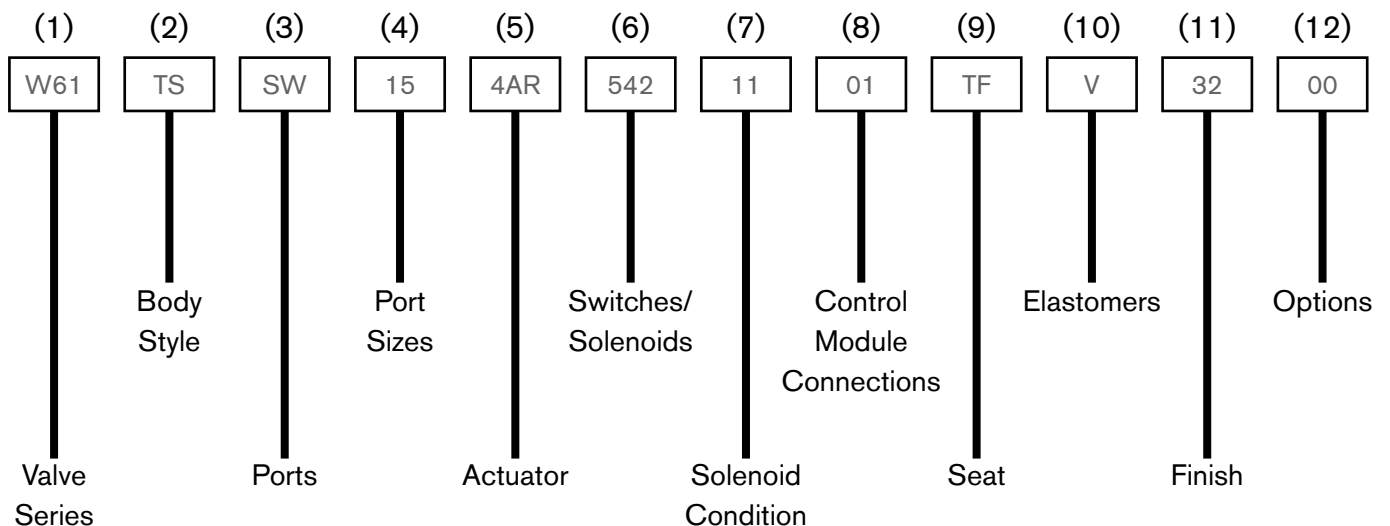 (1) (2) (3) (4) (5) (6) (7) (8) (9) (10) (11) (12)
W61 TS SW 15 4AR 542 11 01 TF V 32 00
Body Port Switches/ Control Elastomers Options
Style Sizes Solenoids Module
Connections
Valve Ports Actuator Solenoid Seat Finish
Series Condition